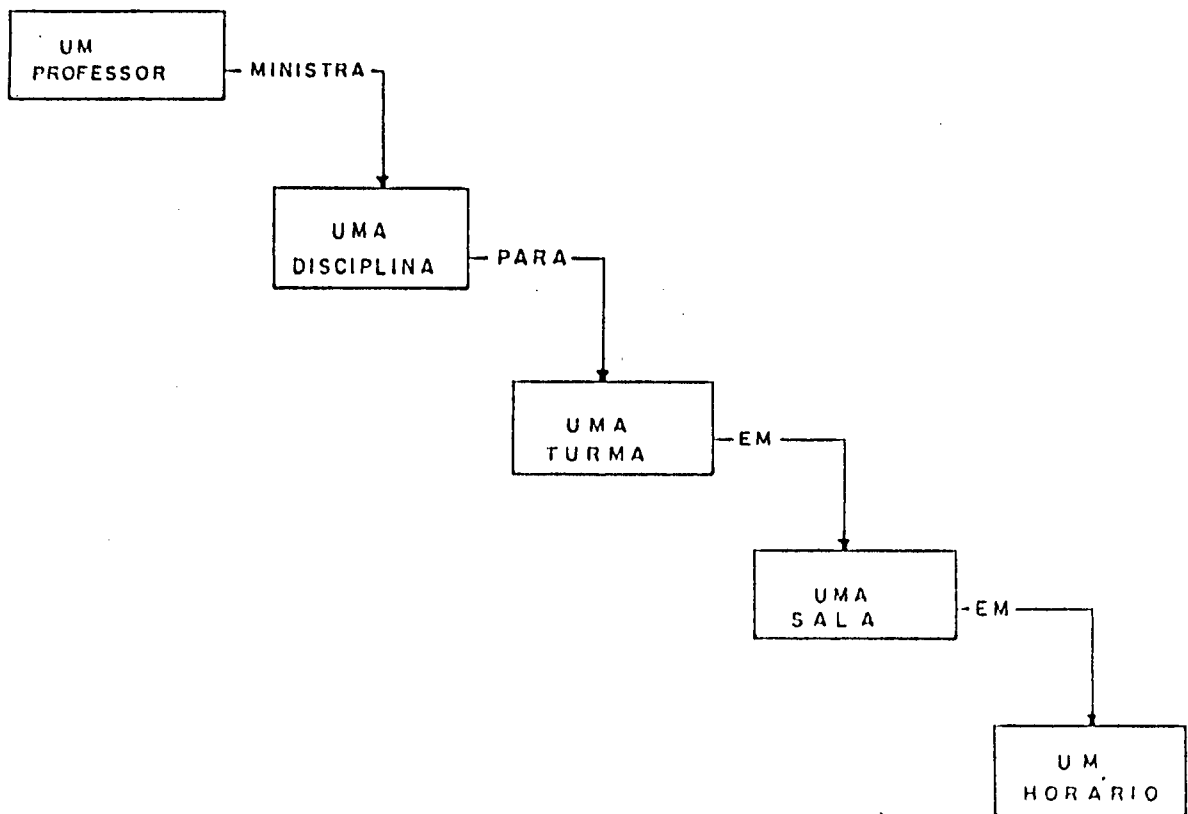 UM
PROFESSOR
MINISTRA
UMA
DISCIPLINA
PARA
UMA
TURMA
EM
UMA
SALA
EM
UM
HORÁRIO